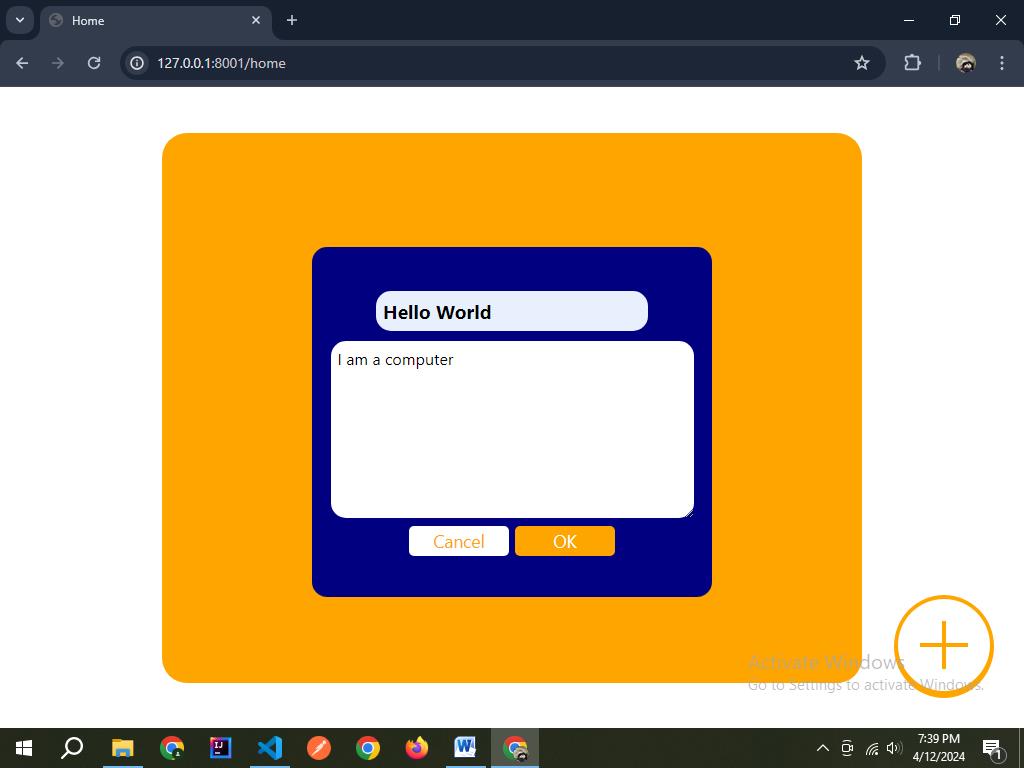 Home
127.0.0.1:8001/home
Hello World
I am a computer
Cancel OK
Activate Windows
Go to Settings to activate Windows.
7:39 PM
4/12/2024
1